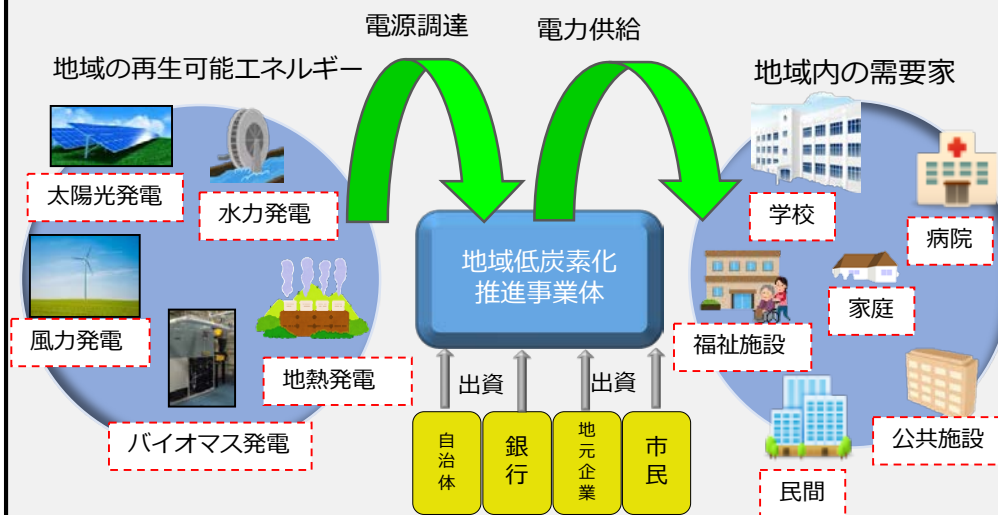 電源調達
電力供給
地域の再生可能エネルギー
地域内の需要家
太陽光発電
水力発電
風力発電
地熱発電
バイオマス発電
地域低炭素化
推進事業体
出資
出資
自治体
銀行
地元企業
市民
学校
病院
家庭
福祉施設
公共施設
民間